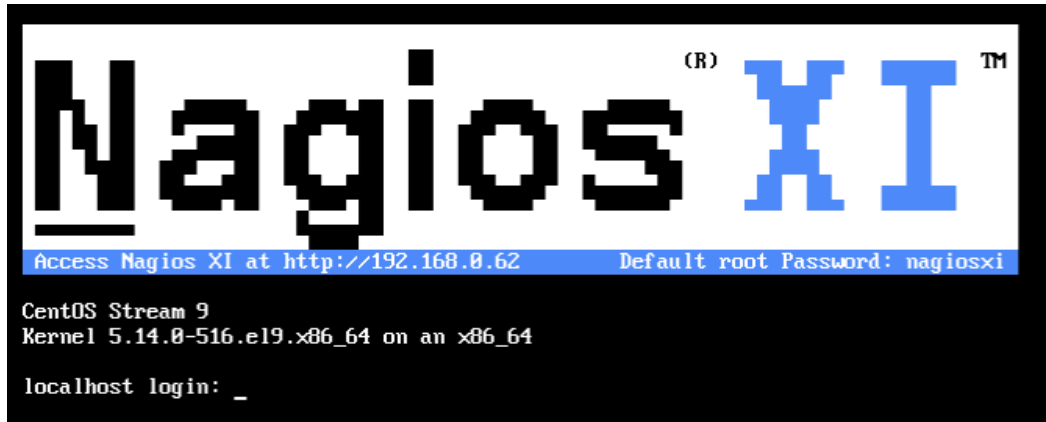 Nagios (R) XI TM
Access Nagios XI at http://192.168.0.62 Default root Password: nagiosxi
CentOS Stream 9
Kernel 5.14.0-516.el9.x86_64 on an x86_64
localhost login: _